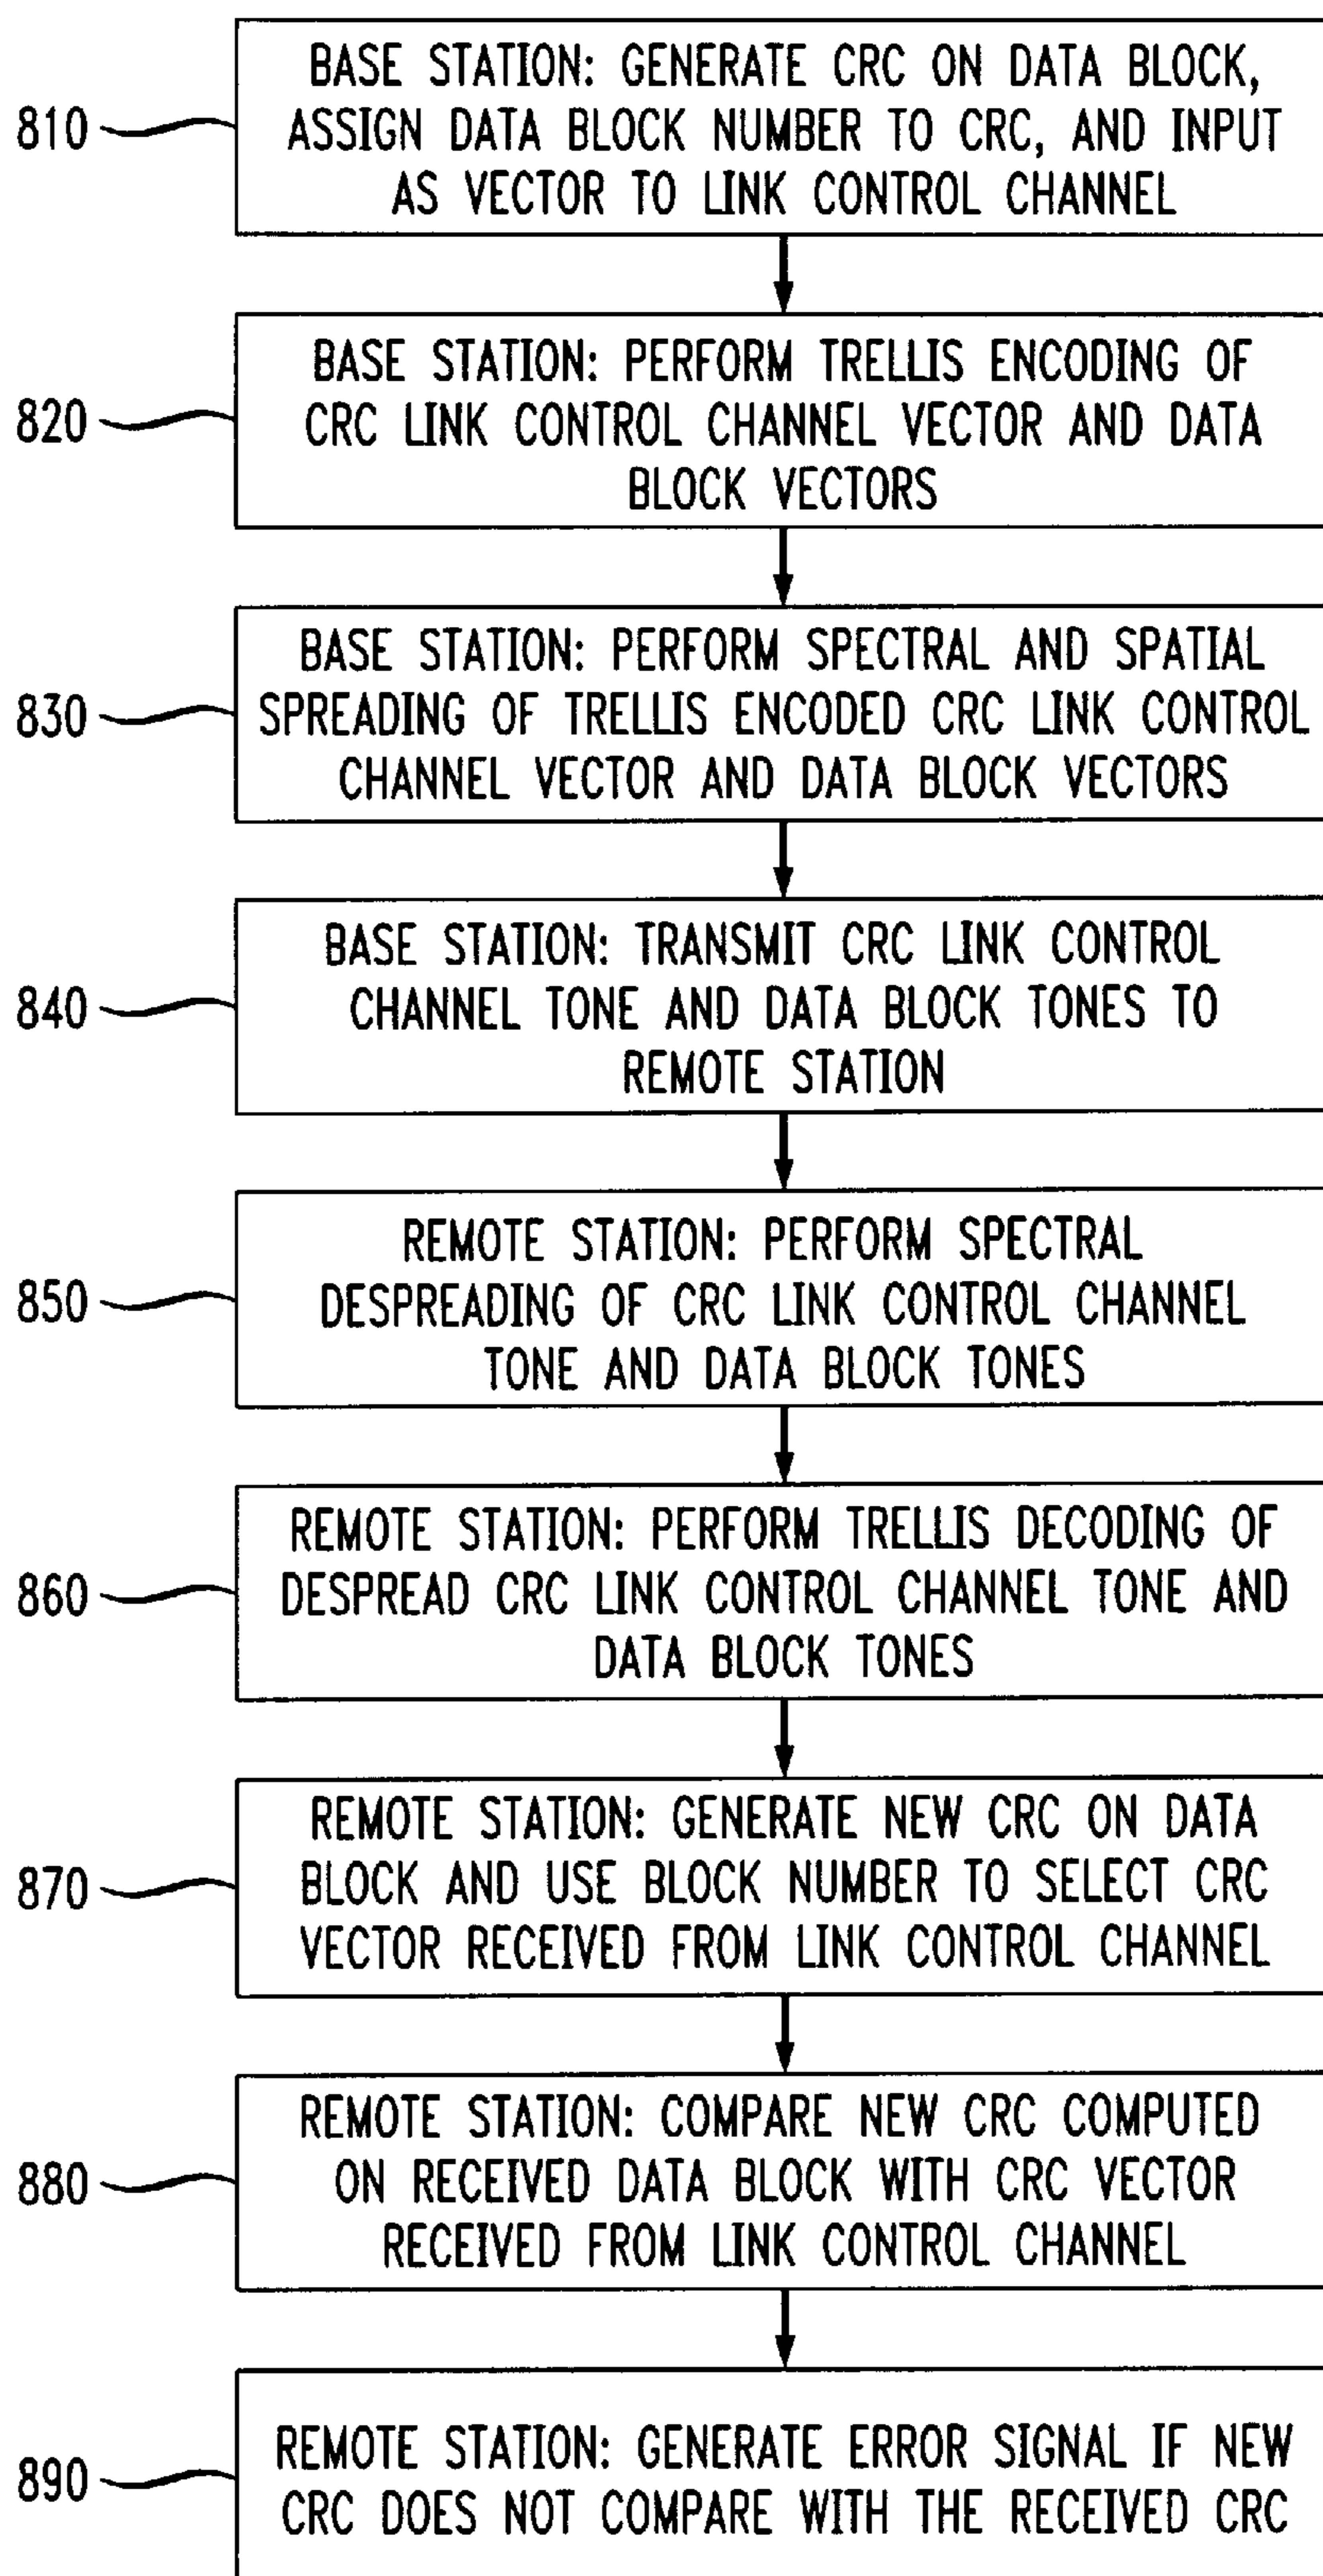 BASE STATION: GENERATE CRC ON DATA BLOCK,
810 ASSIGN DATA BLOCK NUMBER TO CRC, AND INPUT
AS VECTOR TO LINK CONTROL CHANNEL
BASE STATION: PERFORM TRELLIS ENCODING OF
820 CRC LINK CONTROL CHANNEL VECTOR AND DATA
BLOCK VECTORS
BASE STATION: PERFORM SPECTRAL AND SPATIAL
830 SPREADING OF TRELLIS ENCODED CRC LINK CONTROL
CHANNEL VECTOR AND DATA BLOCK VECTORS
BASE STATION: TRANSMIT CRC LINK CONTROL
840 CHANNEL TONE AND DATA BLOCK TONES TO
REMOTE STATION
REMOTE STATION: PERFORM SPECTRAL
850 DESPREADING OF CRC LINK CONTROL CHANNEL
TONE AND DATA BLOCK TONES
REMOTE STATION: PERFORM TRELLIS DECODING OF
860 DESPREAD CRC LINK CONTROL CHANNEL TONE AND
DATA BLOCK TONES
REMOTE STATION: GENERATE NEW CRC ON DATA
870 BLOCK AND USE BLOCK NUMBER TO SELECT CRC
VECTOR RECEIVED FROM LINK CONTROL CHANNEL
REMOTE STATION: COMPARE NEW CRC COMPUTED
880 ON RECEIVED DATA BLOCK WITH CRC VECTOR
RECEIVED FROM LINK CONTROL CHANNEL
890 REMOTE STATION: GENERATE ERROR SIGNAL IF NEW
CRC DOES NOT COMPARE WITH THE RECEIVED CRC